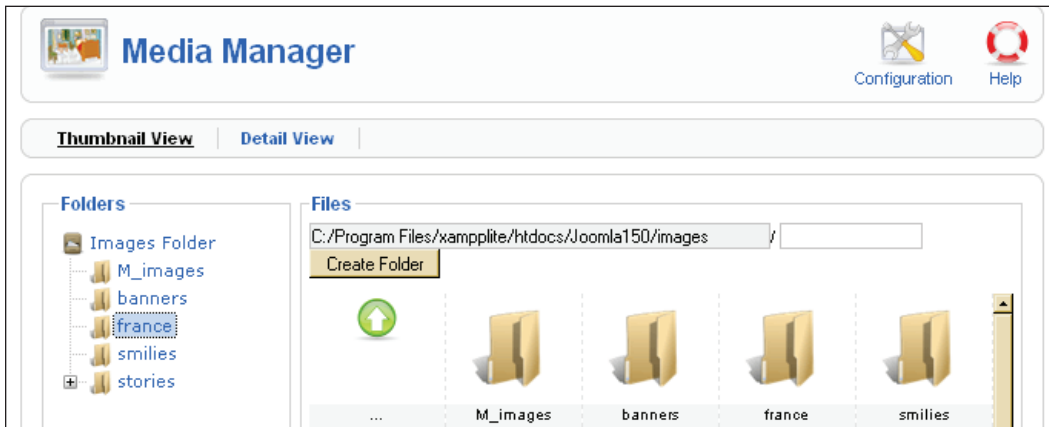 Media Manager
Configuration
Help
Thumbnail View
Detail View
Folders
Images Folder
M_images
banners
france
smilies
stories
Files
C:/Program Files/xampplite/htdocs/Joomla150/images /
Create Folder
... M_images banners france smilies